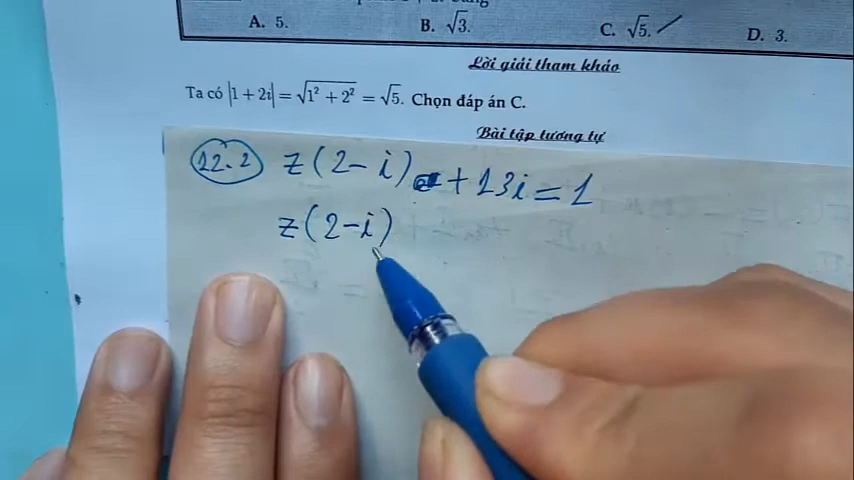 A. 5. B. √3. C. √5. D. 3.
Lời giải tham khảo
Ta có |1 + 2i| = √(1² + 2²) = √5. Chọn đáp án C.
Bài tập tương tự
22.2 z(2-i) + 13i = 1
z(2-i)